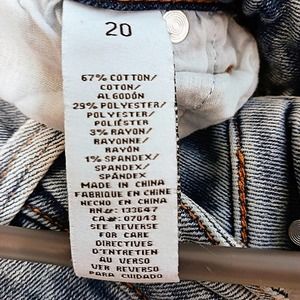 20
67% COTTON/
COTON/
ALGODÓN
29% POLYESTER/
POLYESTER/
POLIÉSTER
3% RAYON/
RAYONNE/
RAYÓN
1% SPANDEX/
SPANDEX/
SPÁNDEX
MADE IN CHINA
FABRIQUE EN CHINE
HECHO EN CHINA
RN#: 133647
CA#: 07043
SEE REVERSE
FOR CARE
DIRECTIVES
D'ENTRETIEN
AU VERSO
VER REVERSO
PARA CUIDADO